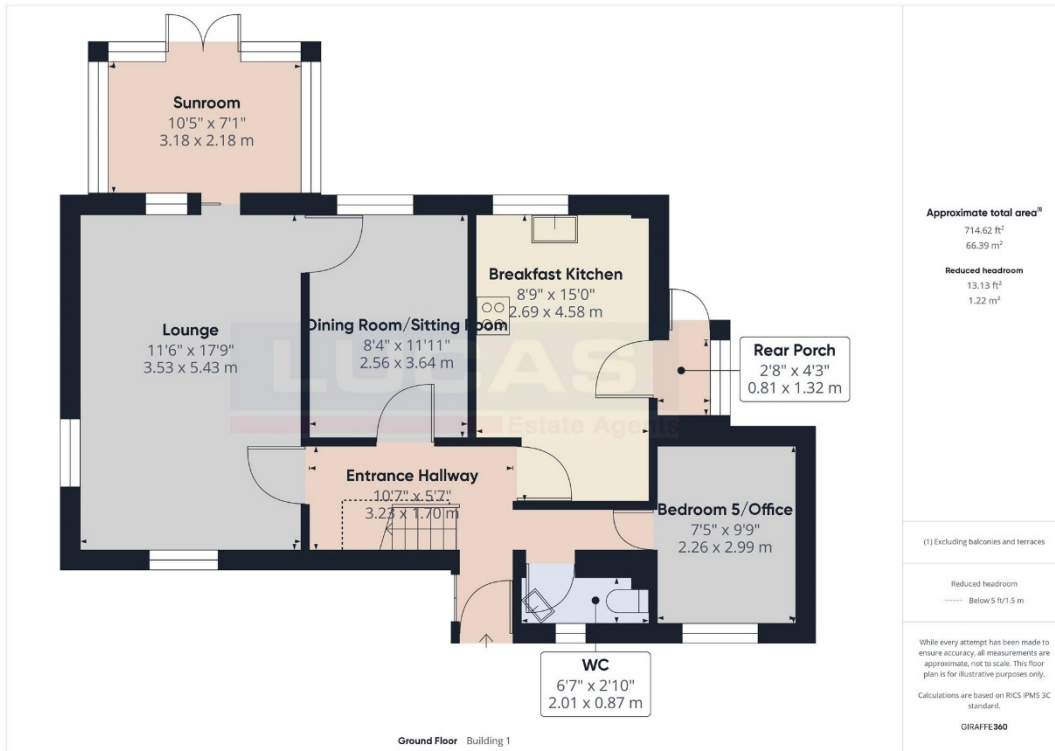 Sunroom
10'5" x 7'1"
3.18 x 2.18 m
Lounge
11'6" x 17'9"
3.53 x 5.43 m
Dining Room/Sitting Room
8'4" x 11'11"
2.56 x 3.64 m
Breakfast Kitchen
8'9" x 15'0"
2.69 x 4.58 m
Rear Porch
2'8" x 4'3"
0.81 x 1.32 m
LUCAS
Estate Agents
Entrance Hallway
10'7" x 5'7"
3.23 x 1.70 m
Bedroom 5/Office
7'5" x 9'9"
2.26 x 2.99 m
WC
6'7" x 2'10"
2.01 x 0.87 m
Ground Floor Building 1
Approximate total area(1)
714.62 ft²
66.39 m²
Reduced headroom
13.13 ft²
1.22 m²
(1) Excluding balconies and terraces
Reduced headroom
Below 5 ft/1.5 m
While every attempt has been made to
ensure accuracy, all measurements are
approximate, not to scale. This floor
plan is for illustrative purposes only.
Calculations are based on RICS IPMS 3C
standard.
GIRAFFE360